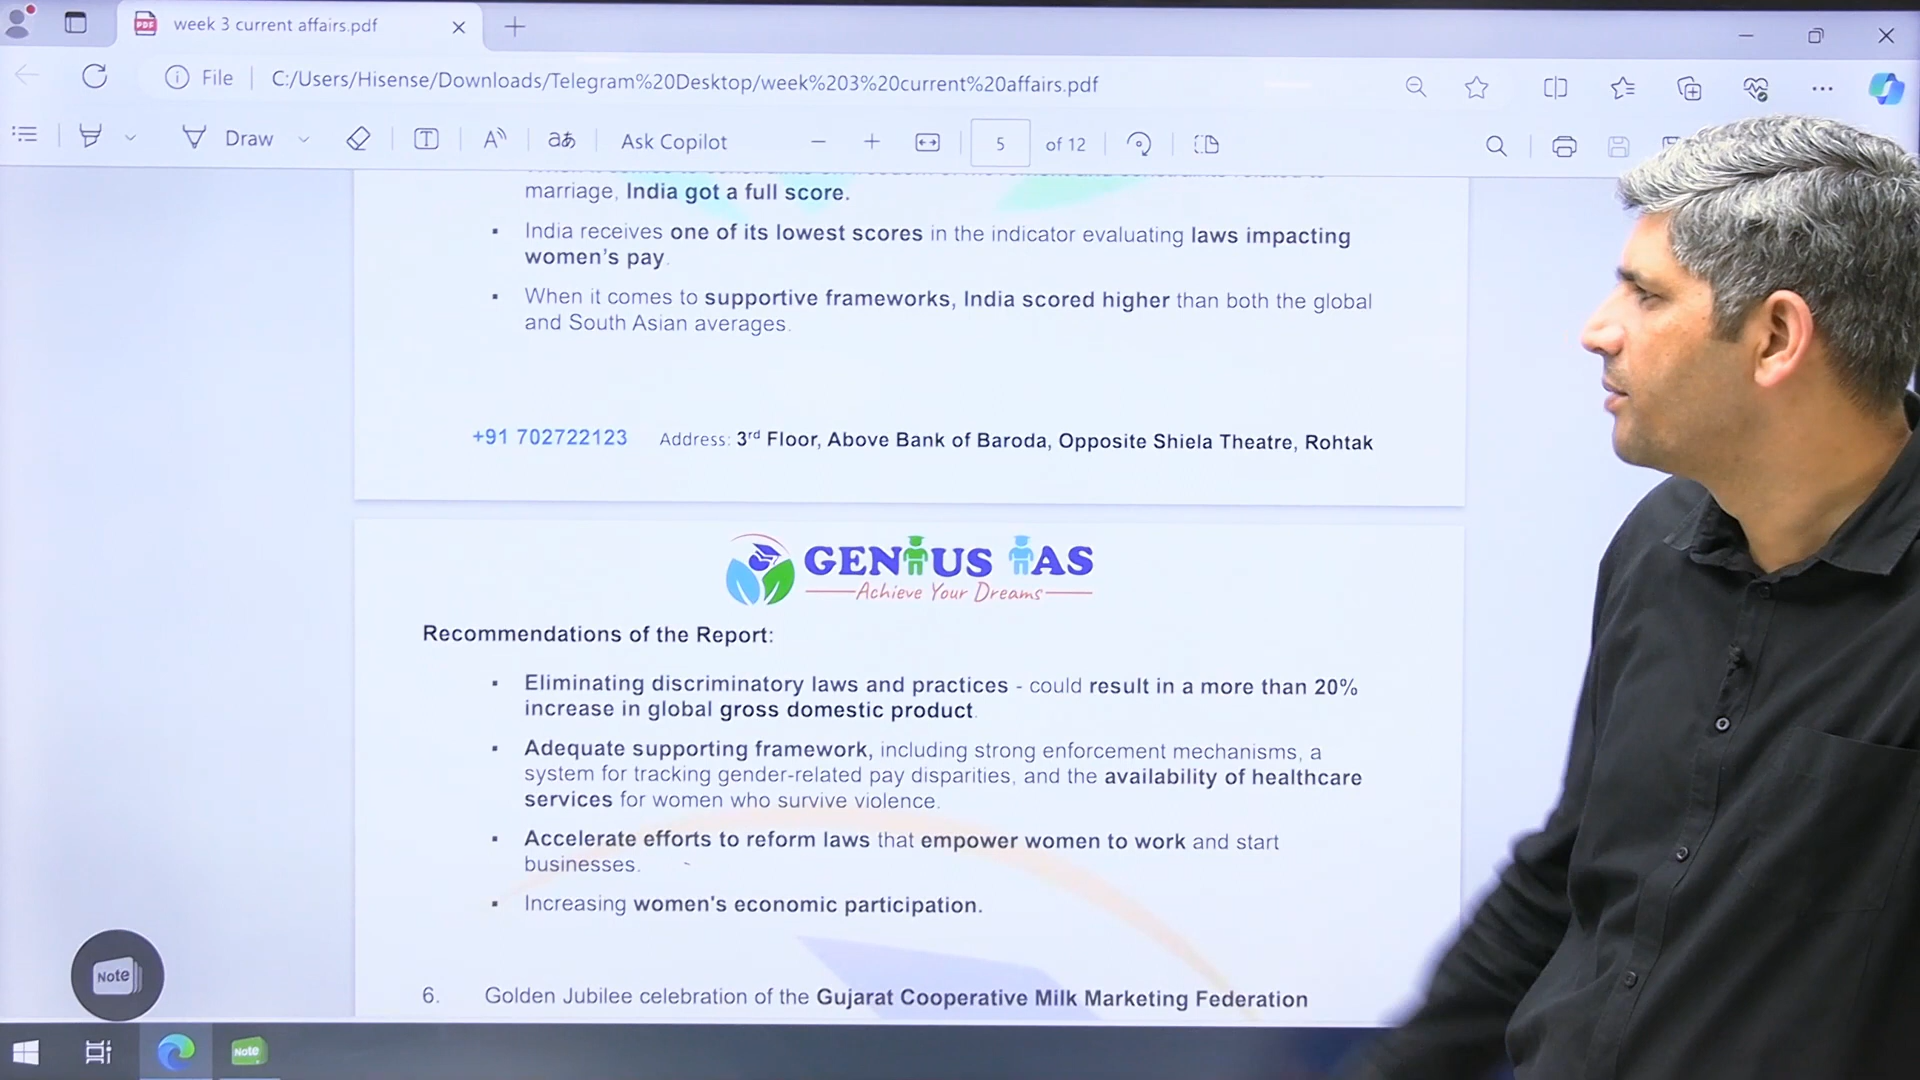 week 3 current affairs.pdf
File
C:/Users/Hisense/Downloads/Telegram%20Desktop/week%203%20current%20affairs.pdf
Draw
Ask Copilot
5 of 12
marriage, India got a full score.
▪ India receives one of its lowest scores in the indicator evaluating laws impacting
women's pay.
▪ When it comes to supportive frameworks, India scored higher than both the global
and South Asian averages.
+91 702722123 Address: 3rd Floor, Above Bank of Baroda, Opposite Shiela Theatre, Rohtak
GENIUS IAS
Achieve Your Dreams
Recommendations of the Report:
▪ Eliminating discriminatory laws and practices - could result in a more than 20%
increase in global gross domestic product.
▪ Adequate supporting framework, including strong enforcement mechanisms, a
system for tracking gender-related pay disparities, and the availability of healthcare
services for women who survive violence.
▪ Accelerate efforts to reform laws that empower women to work and start
businesses.
▪ Increasing women's economic participation.
6. Golden Jubilee celebration of the Gujarat Cooperative Milk Marketing Federation
Note
Note